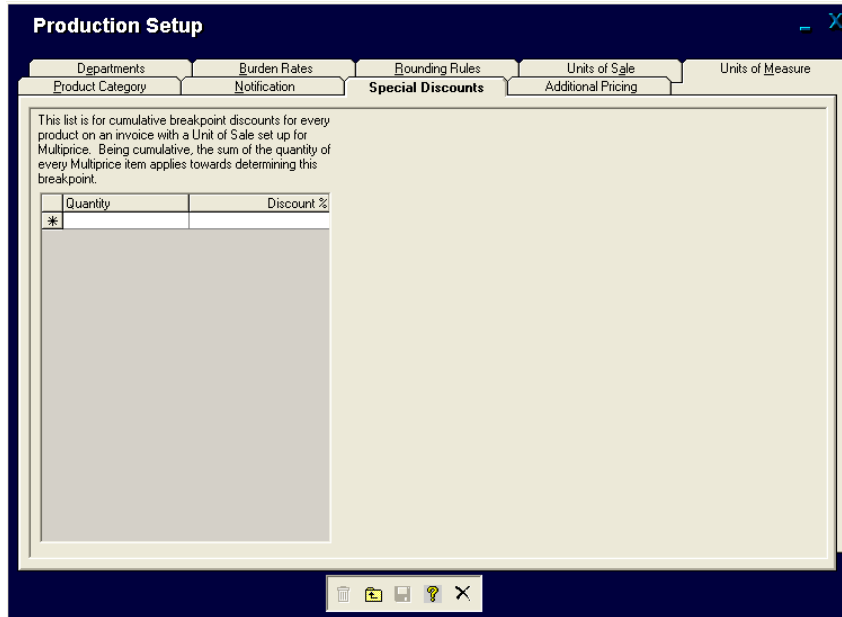 Production Setup
Departments Burden Rates Rounding Rules Units of Sale Units of Measure
Product Category Notification Special Discounts Additional Pricing
This list is for cumulative breakpoint discounts for every
product on an invoice with a Unit of Sale set up for
Multiprice. Being cumulative, the sum of the quantity of
every Multiprice item applies towards determining this
breakpoint.
Quantity Discount %